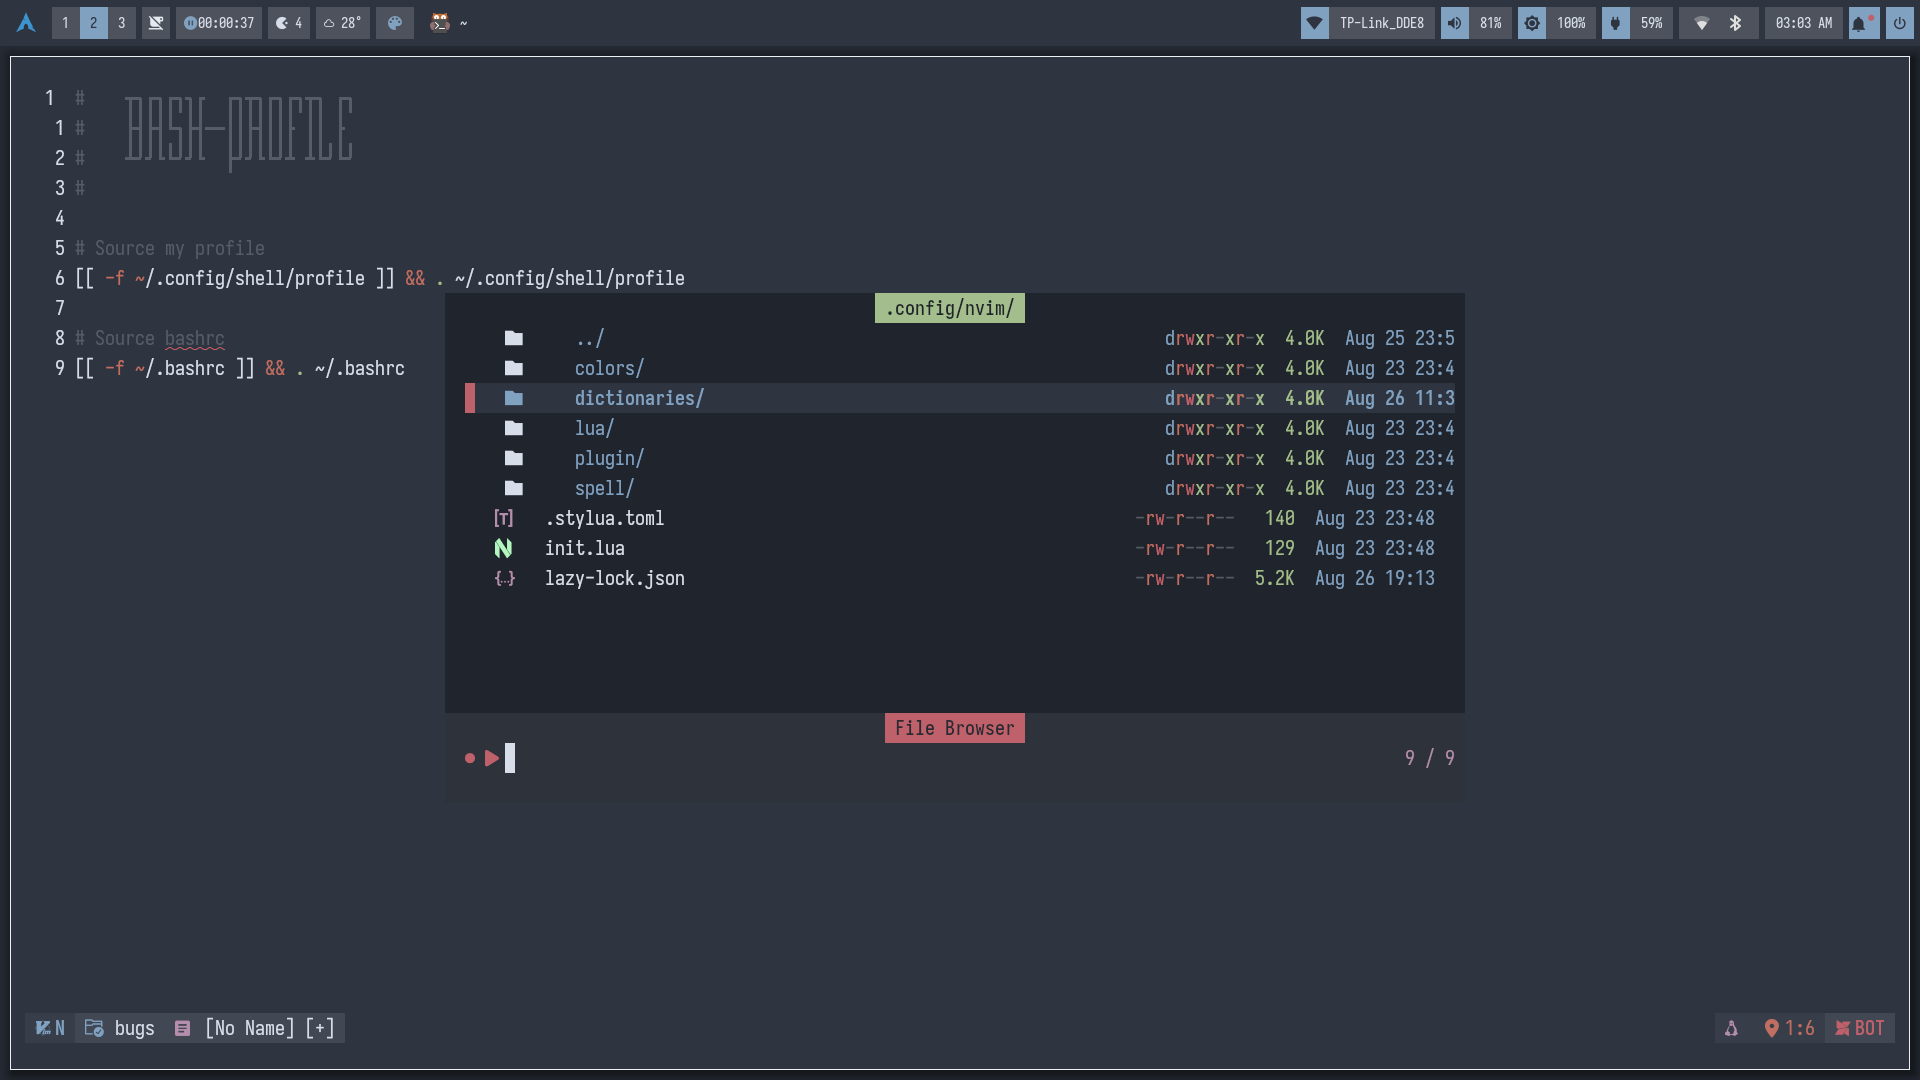 1 2 3 00:00:37 4 28° ~ TP-Link_DDE8 81% 100% 59% 03:03 AM
1 # BASH-PROFILE
1 #
2 #
3 #
4
5 # Source my profile
6 [[ -f ~/.config/shell/profile ]] && . ~/.config/shell/profile
7
8 # Source bashrc
9 [[ -f ~/.bashrc ]] && . ~/.bashrc
.config/nvim/
../ drwxr-xr-x 4.0K Aug 25 23:5
colors/ drwxr-xr-x 4.0K Aug 23 23:4
dictionaries/ drwxr-xr-x 4.0K Aug 26 11:3
lua/ drwxr-xr-x 4.0K Aug 23 23:4
plugin/ drwxr-xr-x 4.0K Aug 23 23:4
spell/ drwxr-xr-x 4.0K Aug 23 23:4
[T] .stylua.toml -rw-r--r-- 140 Aug 23 23:48
init.lua -rw-r--r-- 129 Aug 23 23:48
{..} lazy-lock.json -rw-r--r-- 5.2K Aug 26 19:13
File Browser
9 / 9
N bugs [No Name] [+] 1:6 BOT